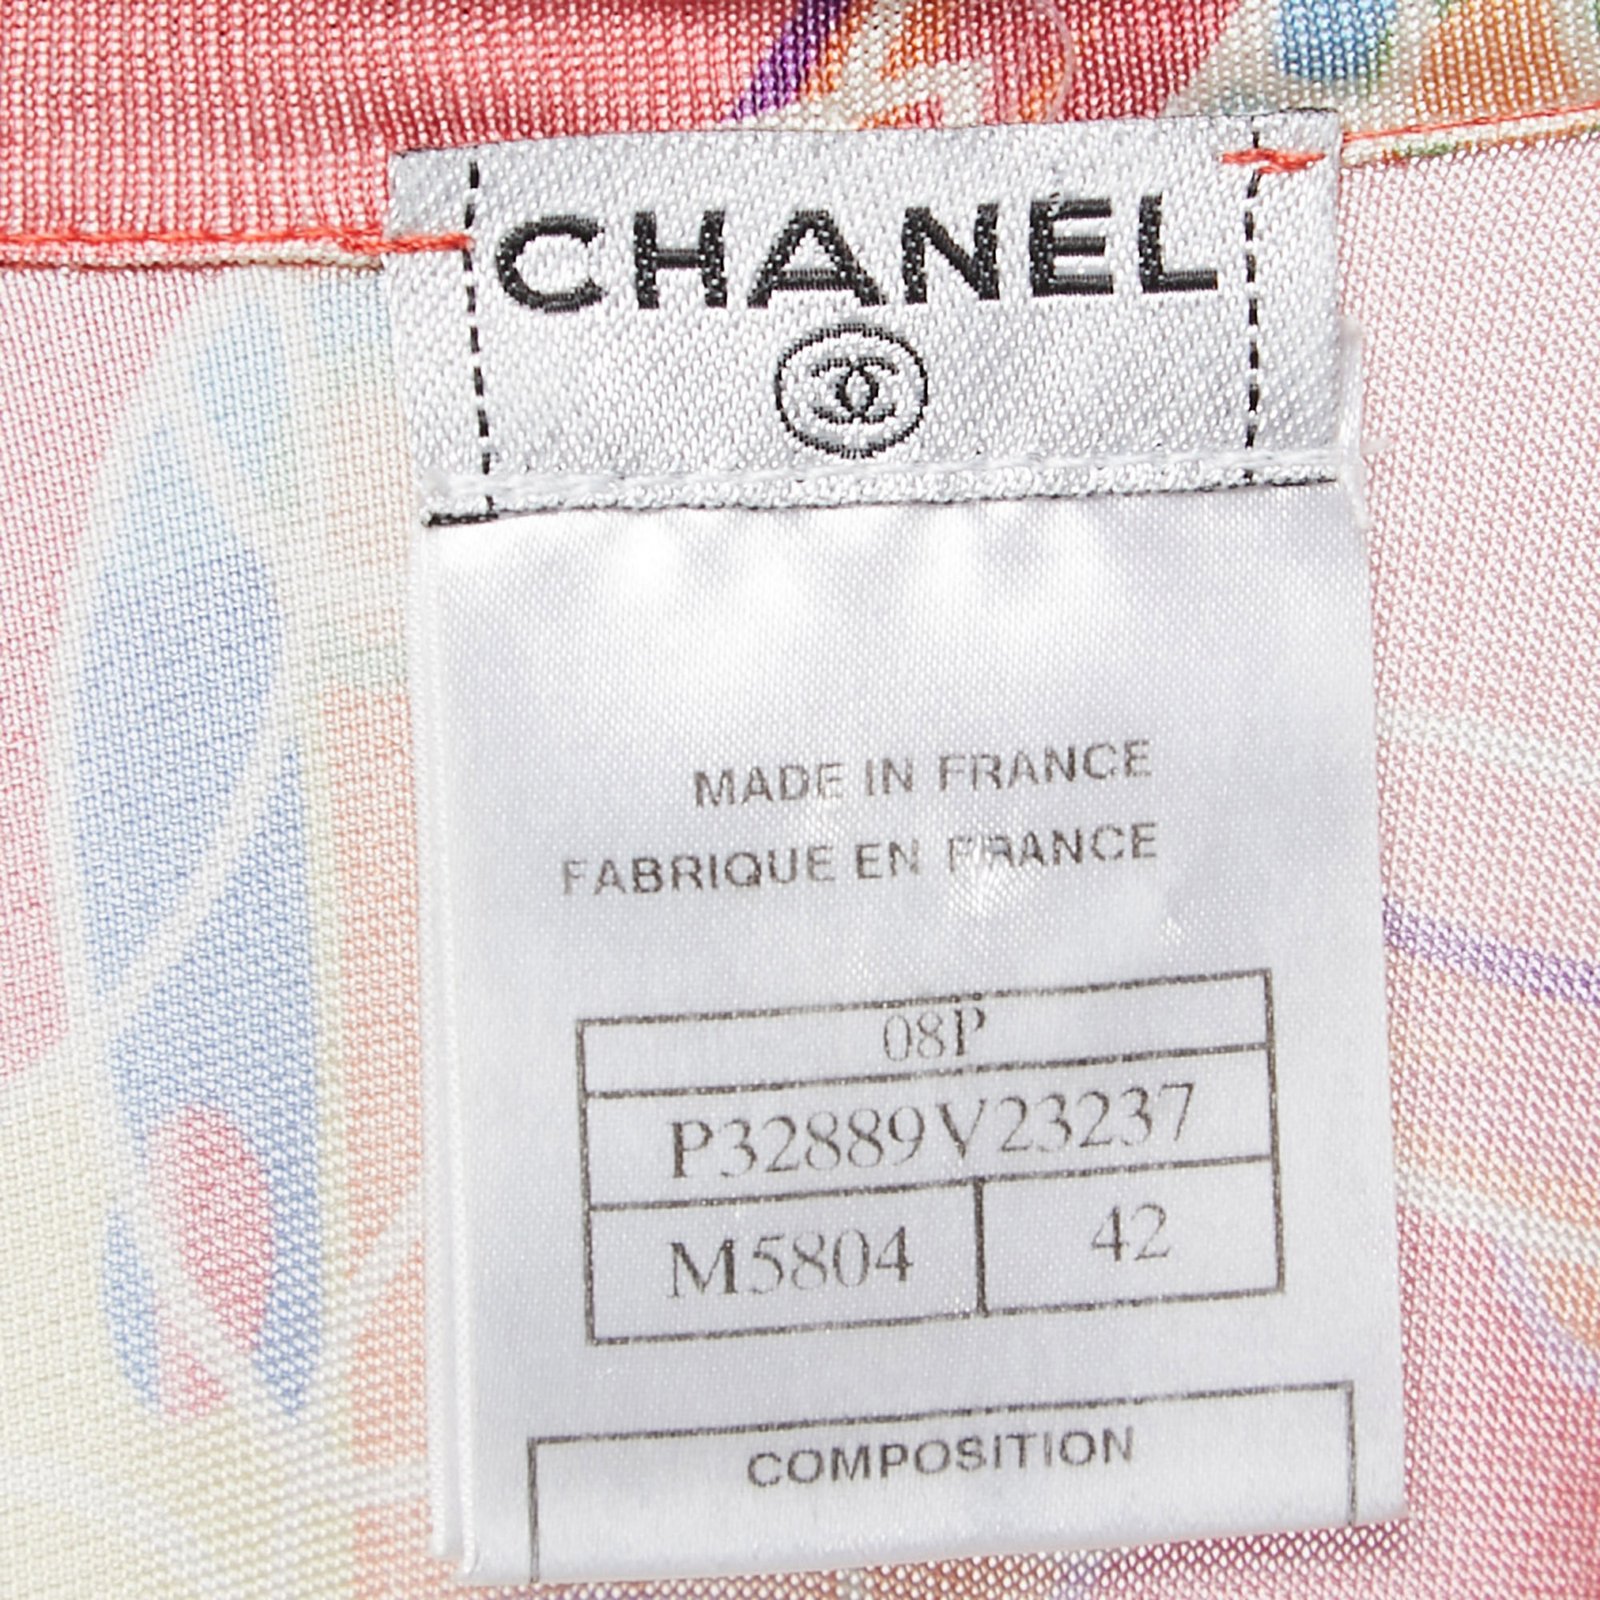 CHANEL
MADE IN FRANCE
FABRIQUE EN FRANCE
08P
P32889V23237
M5804 42
COMPOSITION